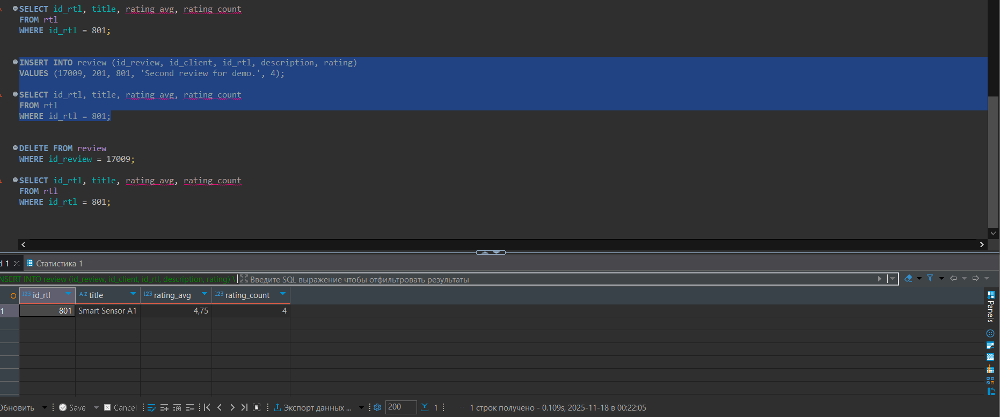 SELECT id_rtl, title, rating_avg, rating_count
FROM rtl
WHERE id_rtl = 801;
INSERT INTO review (id_review, id_client, id_rtl, description, rating)
VALUES (17009, 201, 801, 'Second review for demo.', 4);
SELECT id_rtl, title, rating_avg, rating_count
FROM rtl
WHERE id_rtl = 801;
DELETE FROM review
WHERE id_review = 17009;
SELECT id_rtl, title, rating_avg, rating_count
FROM rtl
WHERE id_rtl = 801;
tl 1 Статистика 1
NSERT INTO review (id_review, id_client, id_rtl, description, rating) \ Введите SQL выражение чтобы отфильтровать результаты
123 id_rtl A-Z title 123 rating_avg 123 rating_count
1 801 Smart Sensor A1 4,75 4
Panels
Обновить Save Cancel Экспорт данных ... 200 1 ... 1 строк получено - 0.109s, 2025-11-18 в 00:22:05